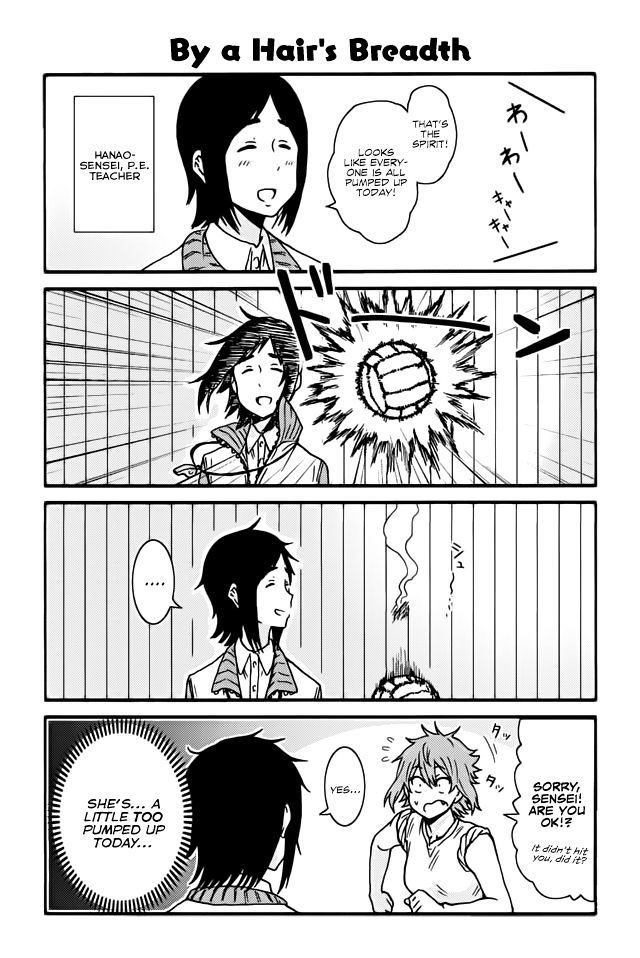 By a Hair's Breadth
わーわー
キャーキャー
THAT'S
THE
SPIRIT!
LOOKS
LIKE EVERY-
ONE IS ALL
PUMPED UP
TODAY!
HANAO-
SENSEI, P.E.
TEACHER
ドーン
シュ
....
SORRY,
SENSEI!
ARE YOU
OK!?
It didn't hit
you, did it?
タッ
タッ
YES...
SHE'S... A
LITTLE TOO
PUMPED UP
TODAY...